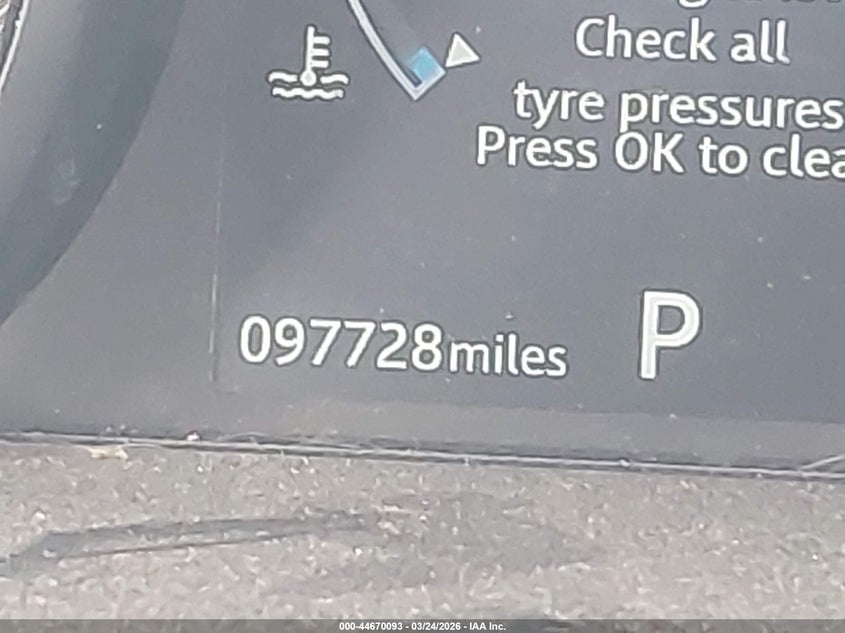 Check all
tyre pressures
Press OK to clea
097728miles
P
000-44670093 - 03/24/2026 - IAA Inc.